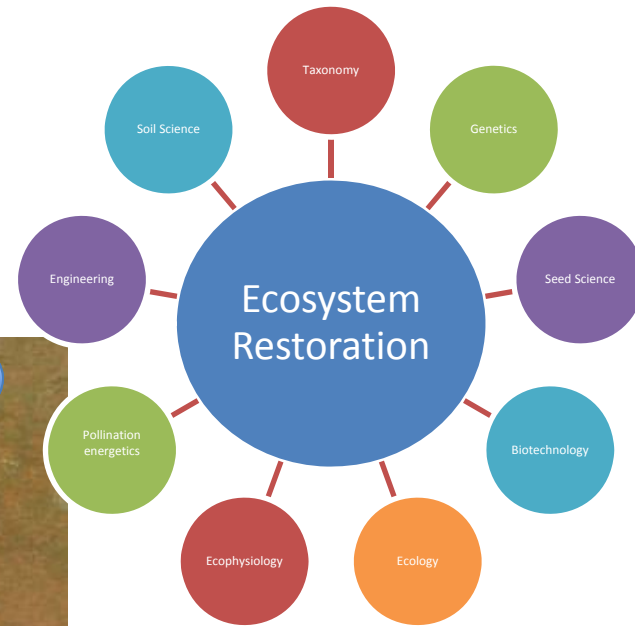 Taxonomy
Genetics
Seed Science
Biotechnology
Ecology
Ecophysiology
Pollination
energetics
Engineering
Soil Science
Ecosystem
Restoration